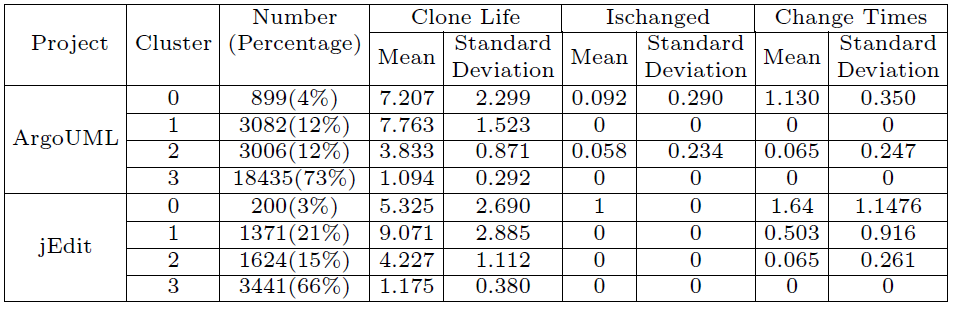 Project Cluster Number (Percentage) Clone Life Ischanged Change Times
Mean Standard Deviation Mean Standard Deviation Mean Standard Deviation
ArgoUML
0 899(4%) 7.207 2.299 0.092 0.290 1.130 0.350
1 3082(12%) 7.763 1.523 0 0 0 0
2 3006(12%) 3.833 0.871 0.058 0.234 0.065 0.247
3 18435(73%) 1.094 0.292 0 0 0 0
jEdit
0 200(3%) 5.325 2.690 1 0 1.64 1.1476
1 1371(21%) 9.071 2.885 0 0 0.503 0.916
2 1624(15%) 4.227 1.112 0 0 0.065 0.261
3 3441(66%) 1.175 0.380 0 0 0 0